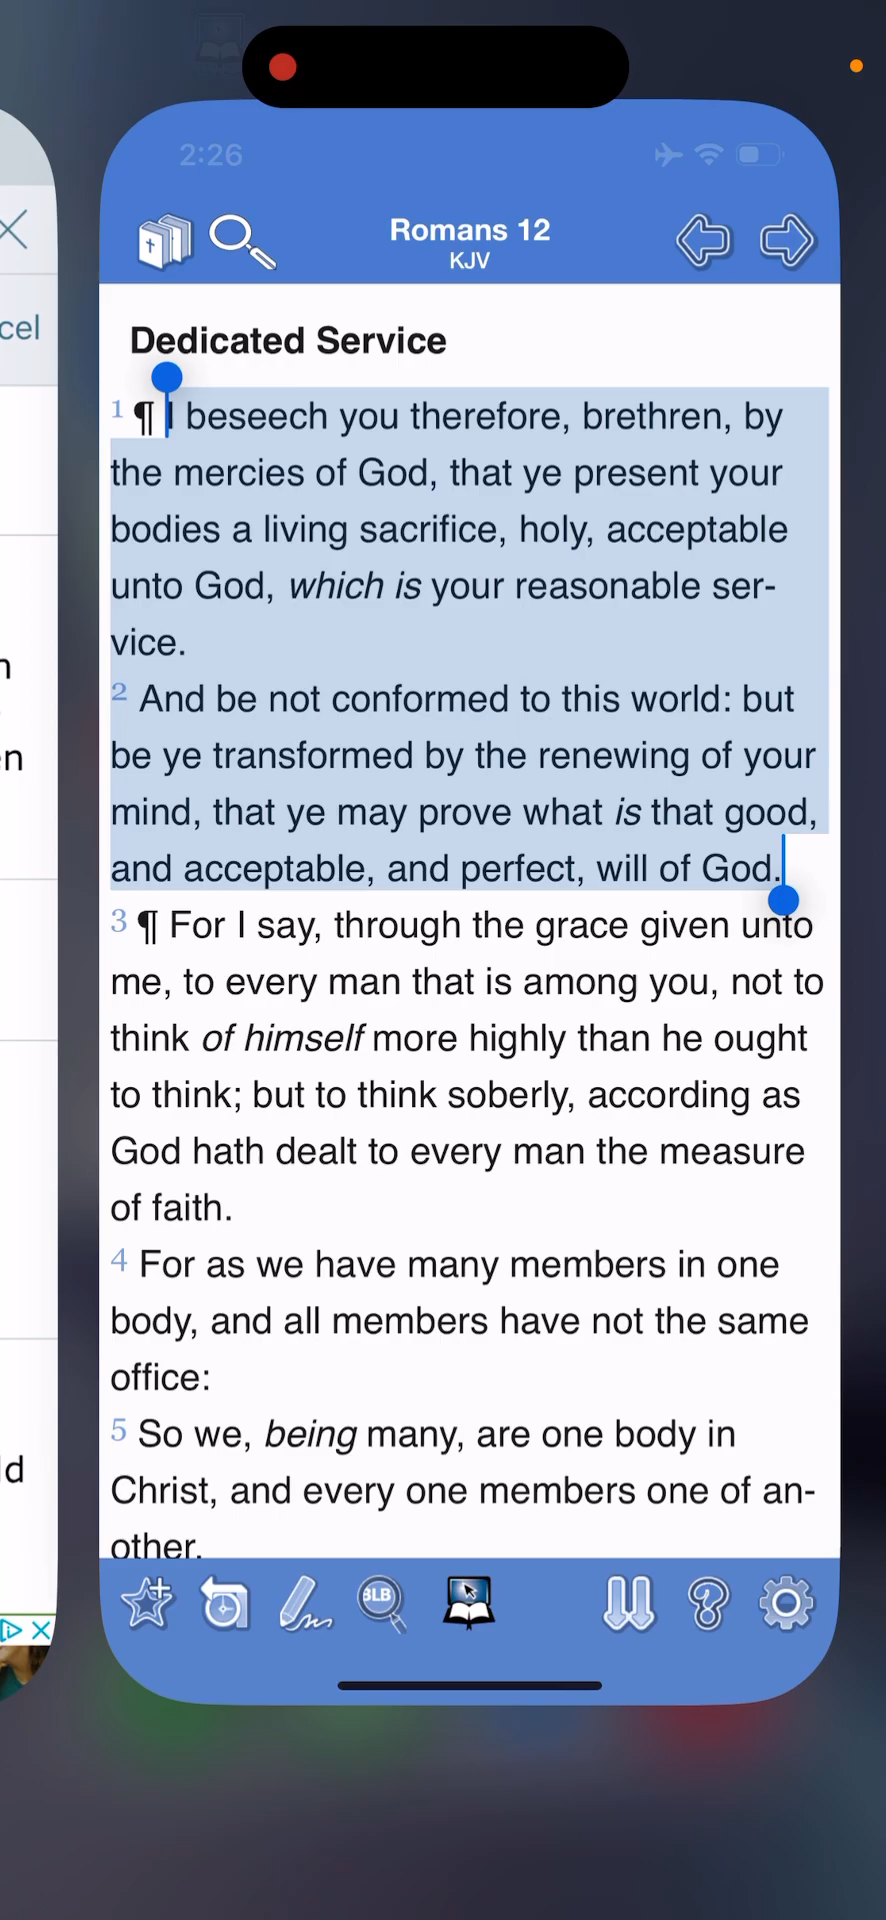 2:26
Romans 12
KJV
cel
Dedicated Service
1 ¶ I beseech you therefore, brethren, by
the mercies of God, that ye present your
bodies a living sacrifice, holy, acceptable
unto God, which is your reasonable ser-
vice.
2 And be not conformed to this world: but
be ye transformed by the renewing of your
mind, that ye may prove what is that good,
and acceptable, and perfect, will of God.
3 ¶ For I say, through the grace given unto
me, to every man that is among you, not to
think of himself more highly than he ought
to think; but to think soberly, according as
God hath dealt to every man the measure
of faith.
4 For as we have many members in one
body, and all members have not the same
office:
5 So we, being many, are one body in
Christ, and every one members one of an-
other.
BLB